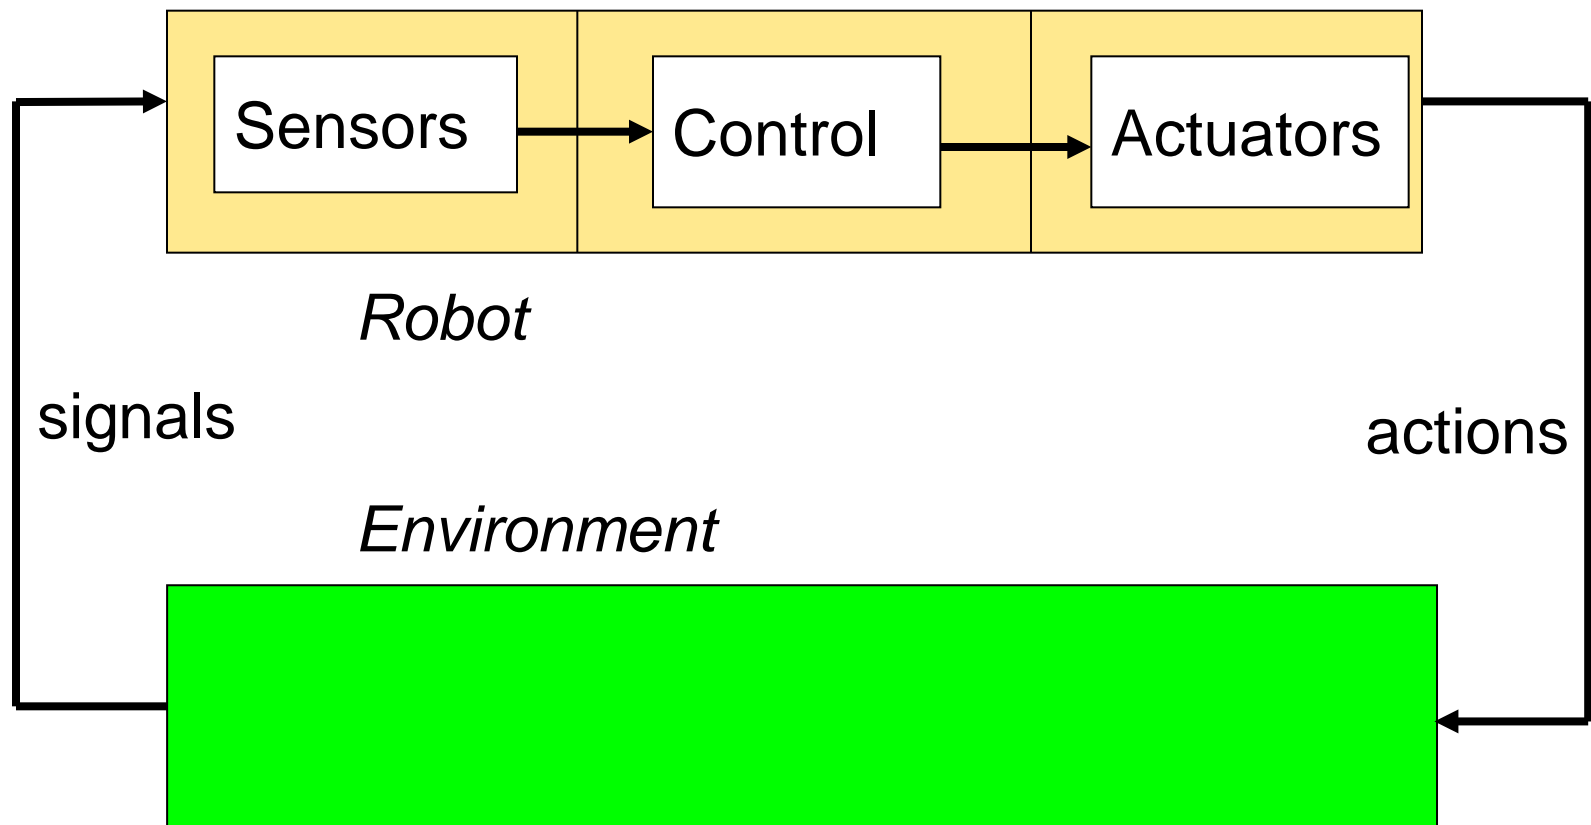 Sensors
Control
Actuators
Robot
signals
actions
Environment